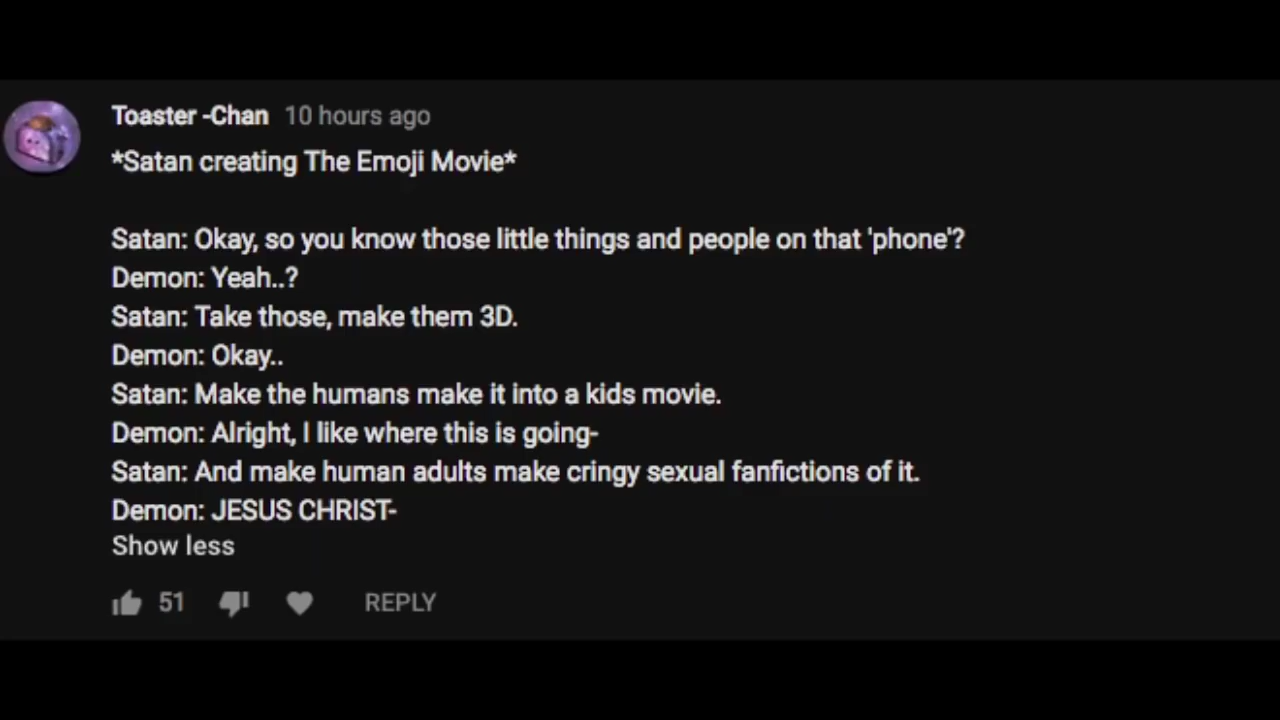 Toaster -Chan 10 hours ago
*Satan creating The Emoji Movie*
Satan: Okay, so you know those little things and people on that 'phone'?
Demon: Yeah..?
Satan: Take those, make them 3D.
Demon: Okay..
Satan: Make the humans make it into a kids movie.
Demon: Alright, I like where this is going-
Satan: And make human adults make cringy sexual fanfictions of it.
Demon: JESUS CHRIST-
Show less
51 REPLY